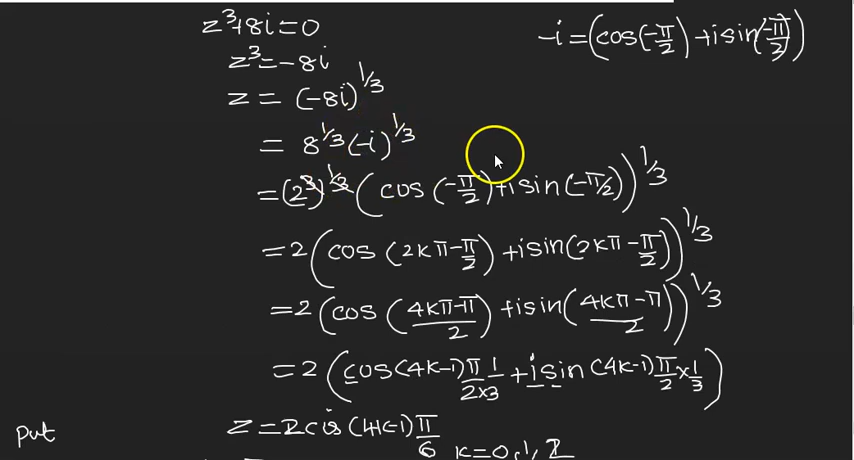 z³+8i=0
-i=(cos(-π/2)+isin(-π/2))
z³=-8i
z=(-8i)^1/3
=8^1/3(-i)^1/3
=(2³)^1/3(cos(-π/2)+isin(-π/2))^1/3
=2(cos(2kπ-π/2)+isin(2kπ-π/2))^1/3
=2(cos(4kπ-π/2)+isin(4kπ-π/2))^1/3
=2(cos(4k-1)π/2×1/3+isin(4k-1)π/2×1/3)
z=2cis(4k-1)π/6
put
k=0,1,2